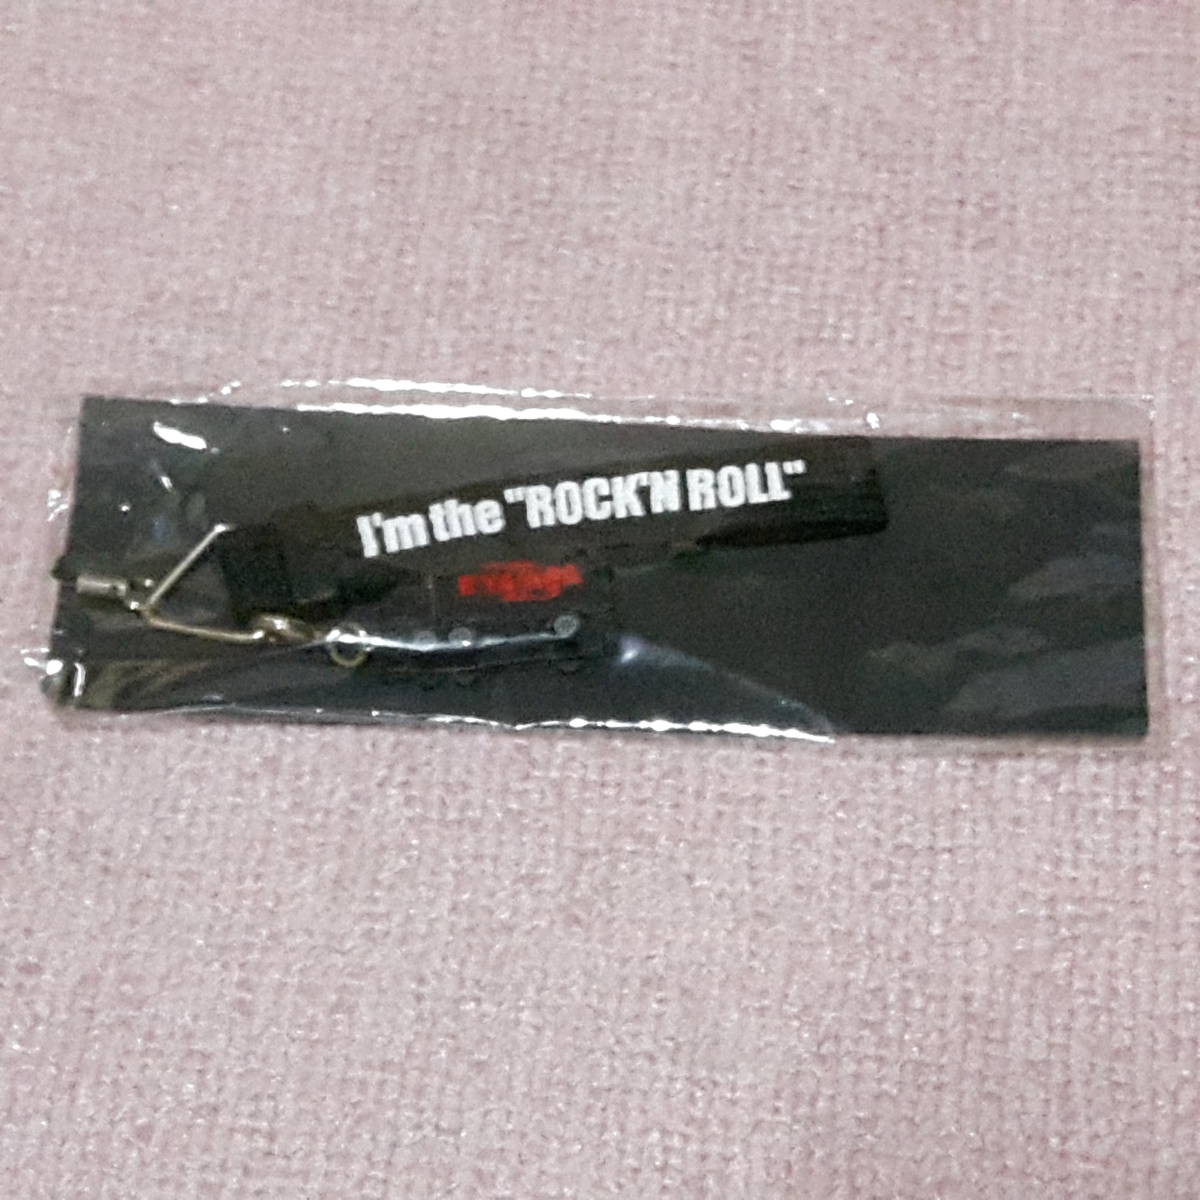 I'm the "ROCK'N ROLL"